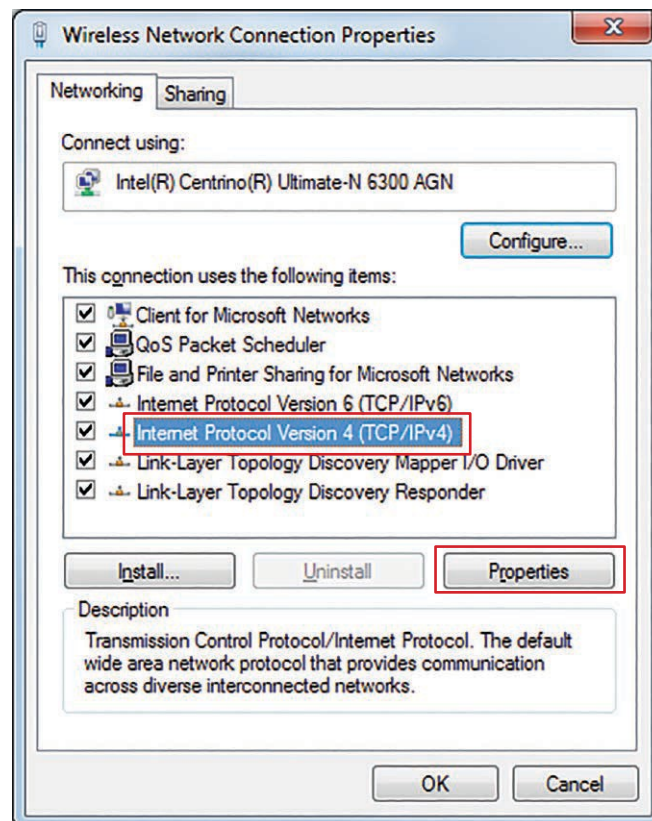 Wireless Network Connection Properties
Networking
Sharing
Connect using:
Intel(R) Centrino(R) Ultimate-N 6300 AGN
Configure...
This connection uses the following items:
Client for Microsoft Networks
QoS Packet Scheduler
File and Printer Sharing for Microsoft Networks
Internet Protocol Version 6 (TCP/IPv6)
Internet Protocol Version 4 (TCP/IPv4)
Link-Layer Topology Discovery Mapper I/O Driver
Link-Layer Topology Discovery Responder
Install...
Uninstall
Properties
Description
Transmission Control Protocol/Internet Protocol. The default
wide area network protocol that provides communication
across diverse interconnected networks.
OK
Cancel